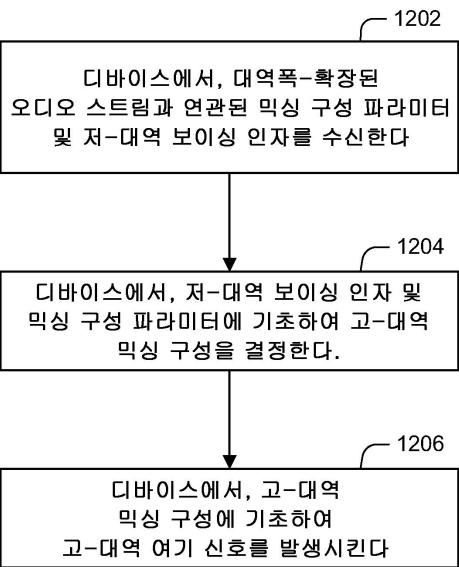 1202
디바이스에서, 대역폭-확장된
오디오 스트림과 연관된 믹싱 구성 파라미터
및 저-대역 보이싱 인자를 수신한다
1204
디바이스에서, 저-대역 보이싱 인자 및
믹싱 구성 파라미터에 기초하여 고-대역
믹싱 구성을 결정한다.
1206
디바이스에서, 고-대역
믹싱 구성에 기초하여
고-대역 여기 신호를 발생시킨다